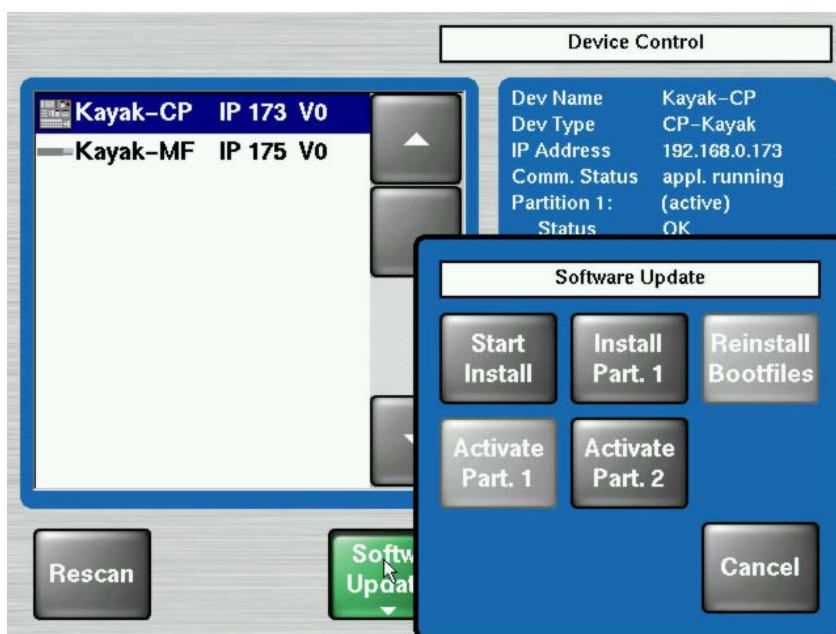 Device Control
Kayak-CP IP 173 V0
Kayak-MF IP 175 V0
Dev Name Kayak-CP
Dev Type CP-Kayak
IP Address 192.168.0.173
Comm. Status appl. running
Partition 1: (active)
Status OK
Software Update
Start
Install
Install
Part. 1
Reinstall
Bootfiles
Activate
Part. 1
Activate
Part. 2
Cancel
Rescan